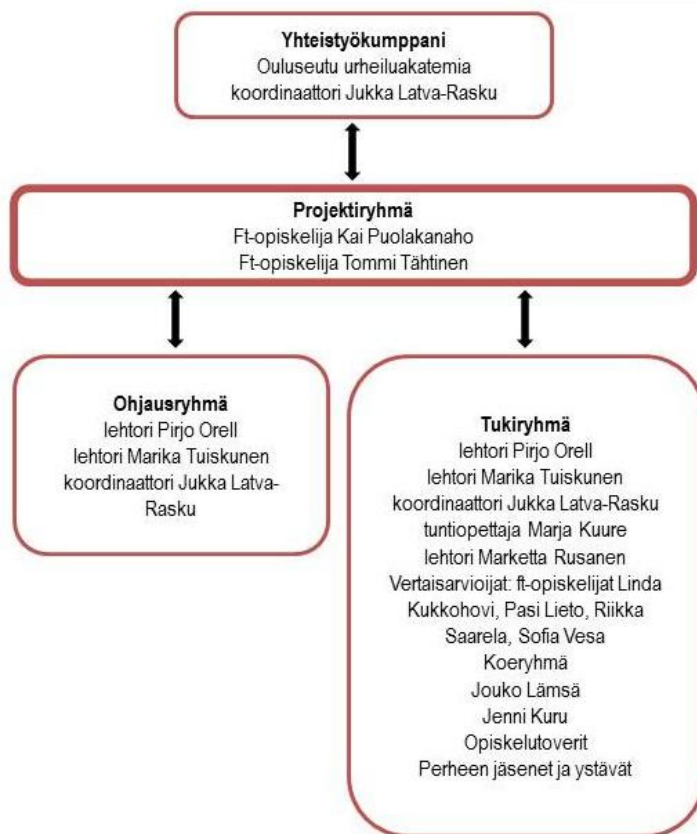 Yhteistyökumppani
Ouluseutu urheiluakatemia
koordinaattori Jukka Latva-Rasku
Projektiryhmä
Ft-opiskelija Kai Puolakanaho
Ft-opiskelija Tommi Tähtinen
Ohjausryhmä
lehtori Pirjo Orell
lehtori Marika Tuiskunen
koordinaattori Jukka Latva-
Rasku
Tukiryhmä
lehtori Pirjo Orell
lehtori Marika Tuiskunen
koordinaattori Jukka Latva-Rasku
tuntiopettaja Marja Kuure
lehtori Marketta Rusanen
Vertaisarvioijat: ft-opiskelijat Linda
Kukkohovi, Pasi Lieto, Riikka
Saarela, Sofia Vesa
Koeryhmä
Jouko Lämsä
Jenni Kuru
Opiskelutoverit
Perheen jäsenet ja ystävät